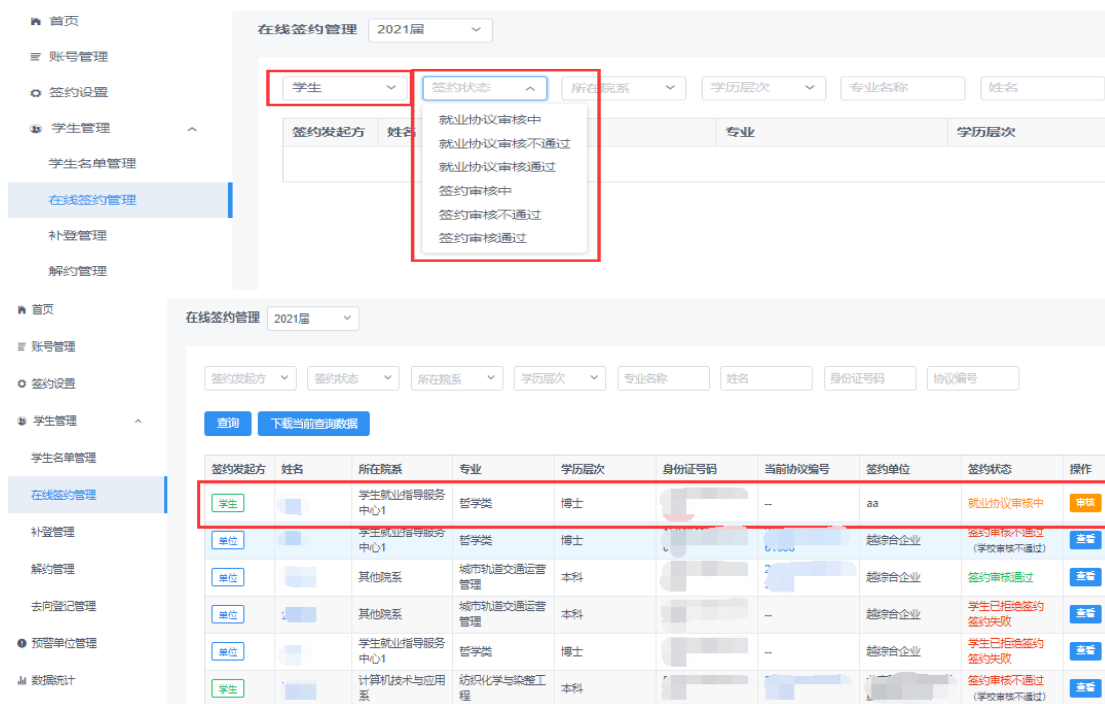 首页
账号管理
签约设置
学生管理
学生名单管理
在线签约管理
补登管理
解约管理
在线签约管理 2021届
学生 签约状态 所在院系 学历层次 专业名称 姓名
签约发起方 姓名 专业 学历层次
就业协议审核中
就业协议审核不通过
就业协议审核通过
签约审核中
签约审核不通过
签约审核通过
首页
账号管理
签约设置
学生管理
学生名单管理
在线签约管理
补登管理
解约管理
去向登记管理
预警单位管理
数据统计
在线签约管理 2021届
签约发起方 签约状态 所在院系 学历层次 专业名称 姓名 身份证号码 协议编号
查询 下载当前查询数据
签约发起方 姓名 所在院系 专业 学历层次 身份证号码 当前协议编号 签约单位 签约状态 操作
学生 学生就业指导服务 哲学类 博士 -- aa 就业协议审核中 审核
中心1
单位 学生就业指导服务 哲学类 博士 越综合企业 签约审核不通过 查看
中心1 (学校审核不通过)
单位 其他院系 城市轨道交通运营 本科 越综合企业 签约审核通过 查看
管理
单位 其他院系 城市轨道交通运营 本科 -- 越综合企业 学生已拒绝签约 查看
管理 签约失败
单位 学生就业指导服务 哲学类 博士 -- 越综合企业 学生已拒绝签约 查看
中心1 签约失败
学生 计算机技术与应用 纺织化学与染整工 本科 签约审核不通过 查看
系 程 (学校审核不通过)